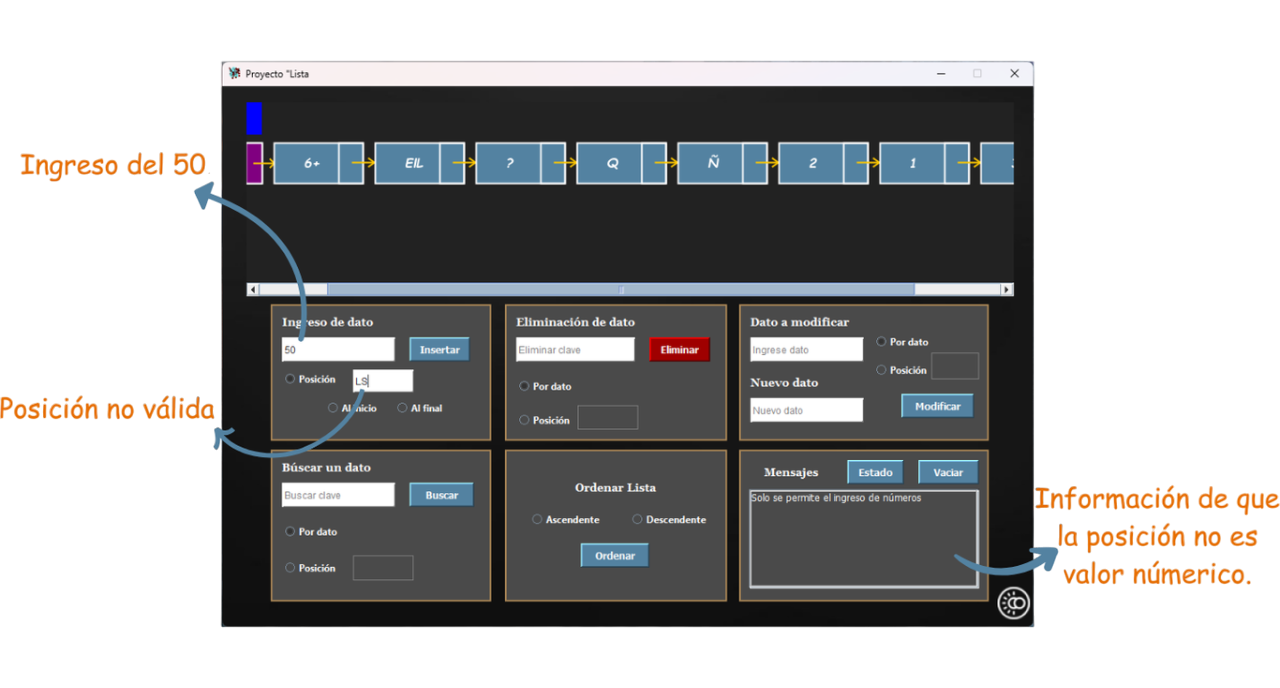 Proyecto "Lista
6+
EIL
?
Q
Ñ
2
1
Ingreso del 50
Ingreso de dato
50
Insertar
Posición
LS
Al inicio
Al final
Posición no válida
Eliminación de dato
Eliminar clave
Eliminar
Por dato
Posición
Dato a modificar
Ingrese dato
Por dato
Posición
Nuevo dato
Nuevo dato
Modificar
Búscar un dato
Buscar clave
Buscar
Por dato
Posición
Ordenar Lista
Ascendente
Descendente
Ordenar
Mensajes
Estado
Vaciar
Solo se permite el ingreso de números
Información de que
la posición no es
valor númerico.